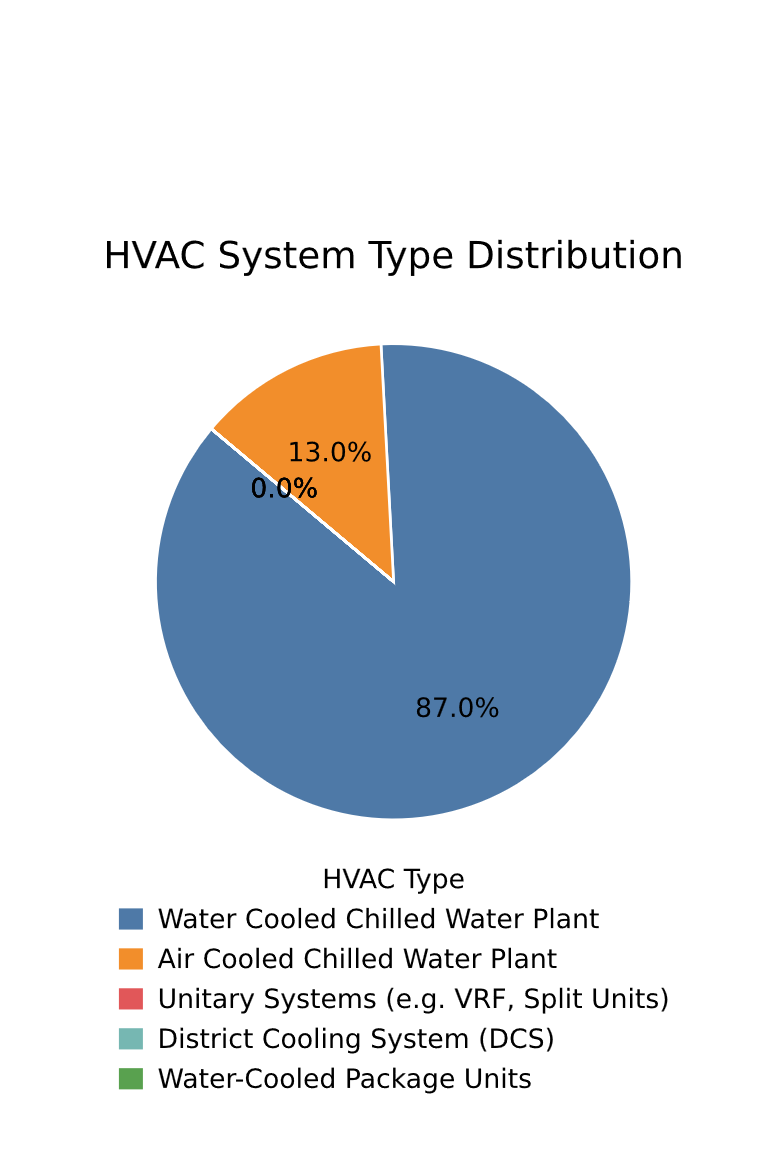 HVAC System Type Distribution
13.0%
0.0%
87.0%
HVAC Type
Water Cooled Chilled Water Plant
Air Cooled Chilled Water Plant
Unitary Systems (e.g. VRF, Split Units)
District Cooling System (DCS)
Water-Cooled Package Units